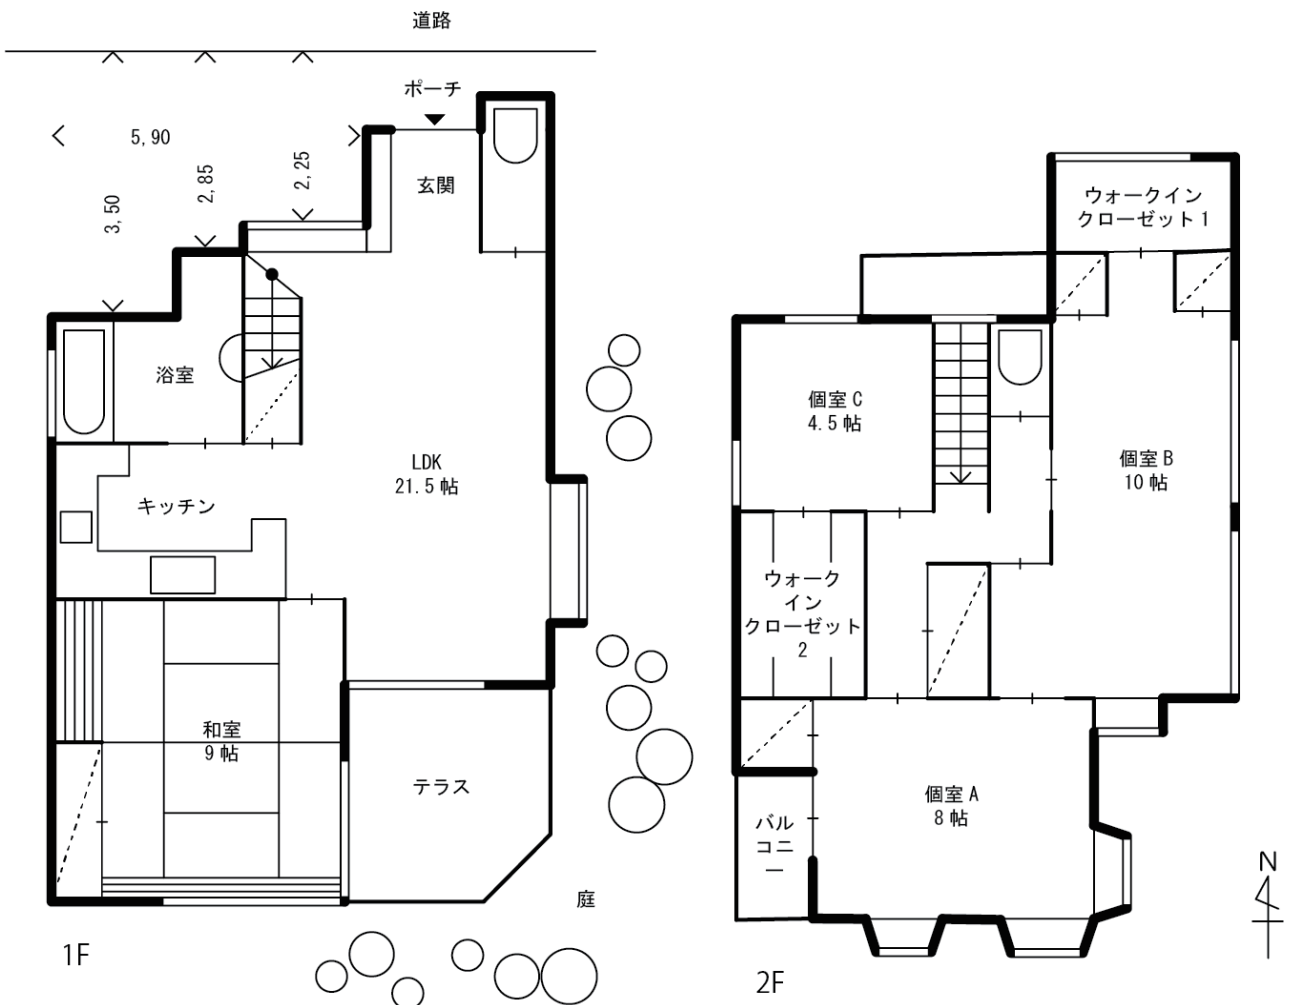 道路
ポーチ
5,90
3,50
2,85
2,25
玄関
浴室
LDK
21.5 帖
キッチン
和室
9 帖
テラス
庭
1F
ウォークイン
クローゼット 1
個室 C
4.5 帖
個室 B
10 帖
ウォーク
イン
クローゼット
2
個室 A
8 帖
バル
コニ
ー
N
2F